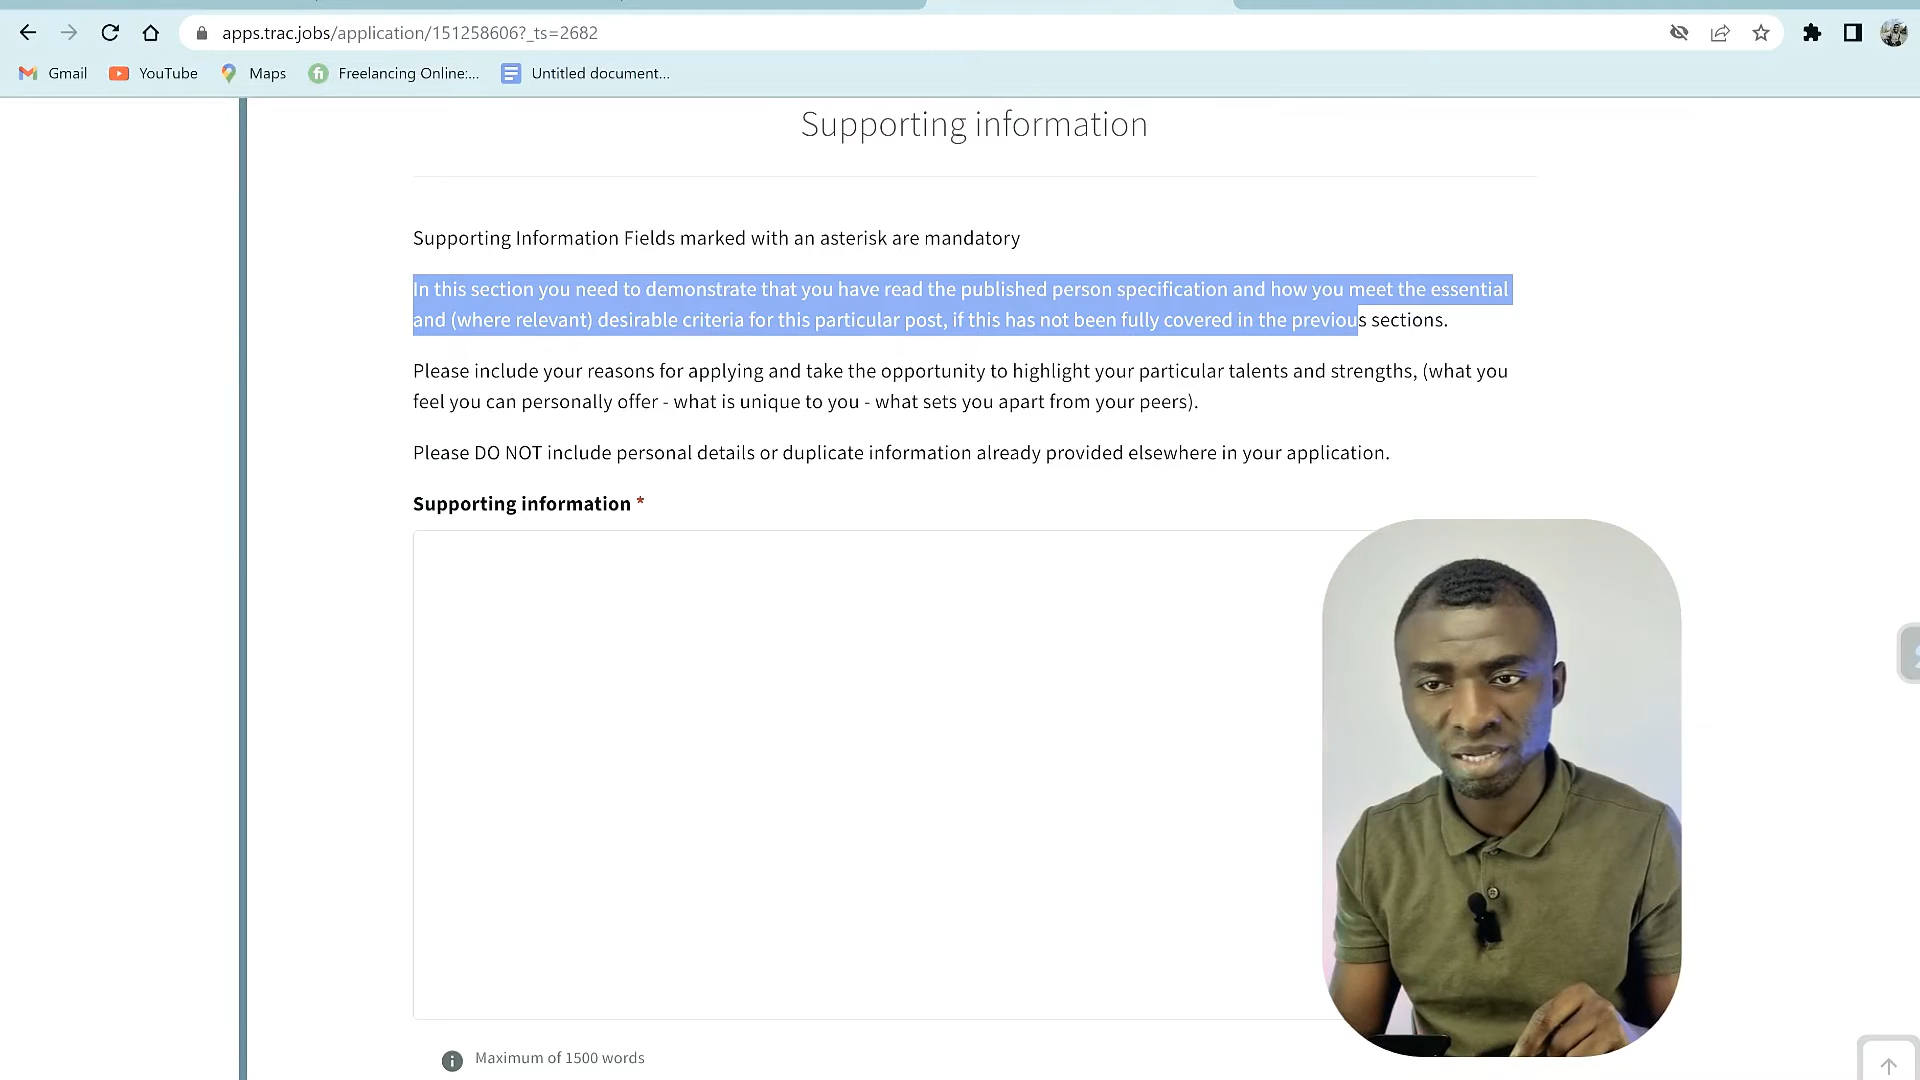 apps.trac.jobs/application/151258606?_ts=2682
Gmail YouTube Maps Freelancing Online:... Untitled document...
Supporting information
Supporting Information Fields marked with an asterisk are mandatory
In this section you need to demonstrate that you have read the published person specification and how you meet the essential
and (where relevant) desirable criteria for this particular post, if this has not been fully covered in the previous sections.
Please include your reasons for applying and take the opportunity to highlight your particular talents and strengths, (what you
feel you can personally offer - what is unique to you - what sets you apart from your peers).
Please DO NOT include personal details or duplicate information already provided elsewhere in your application.
Supporting information *
Maximum of 1500 words